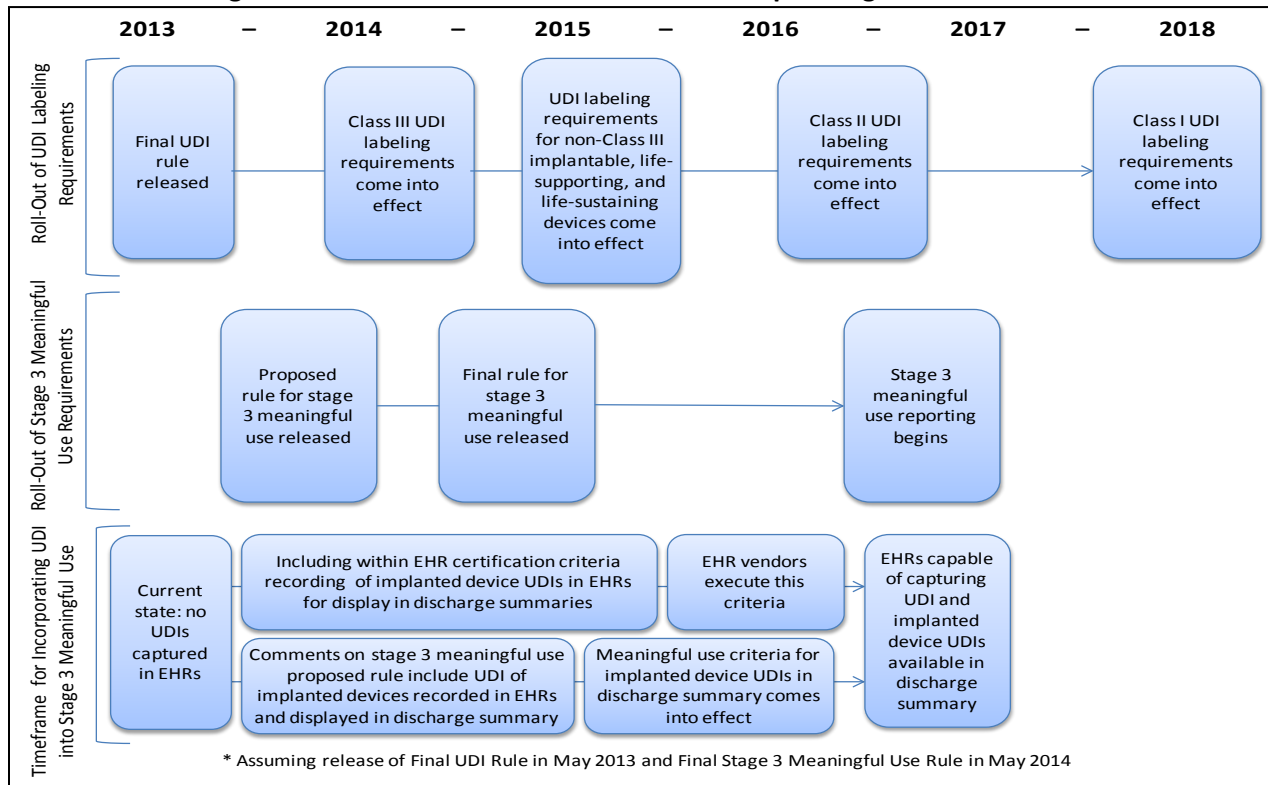 2013 – 2014 – 2015 – 2016 – 2017 – 2018
Roll-Out of UDI Labeling
Requirements
Final UDI
rule
released
Class III UDI
labeling
requirements
come into
effect
UDI labeling
requirements
for non-Class III
implantable, life-
supporting, and
life-sustaining
devices come
into effect
Class II UDI
labeling
requirements
come into
effect
Class I UDI
labeling
requirements
come into
effect
Roll-Out of Stage 3 Meaningful
Use Requirements
Proposed
rule for stage
3 meaningful
use released
Final rule for
stage 3
meaningful
use released
Stage 3
meaningful
use reporting
begins
Timeframe for Incorporating UDI
into Stage 3 Meaningful Use
Current
state: no
UDIs
captured
in EHRs
Including within EHR certification criteria
recording of implanted device UDIs in EHRs
for display in discharge summaries
EHR vendors
execute this
criteria
Comments on stage 3 meaningful use
proposed rule include UDI of
implanted devices recorded in EHRs
and displayed in discharge summary
Meaningful use criteria for
implanted device UDIs in
discharge summary comes
into effect
EHRs capable
of capturing
UDI and
implanted
device UDIs
available in
discharge
summary
* Assuming release of Final UDI Rule in May 2013 and Final Stage 3 Meaningful Use Rule in May 2014